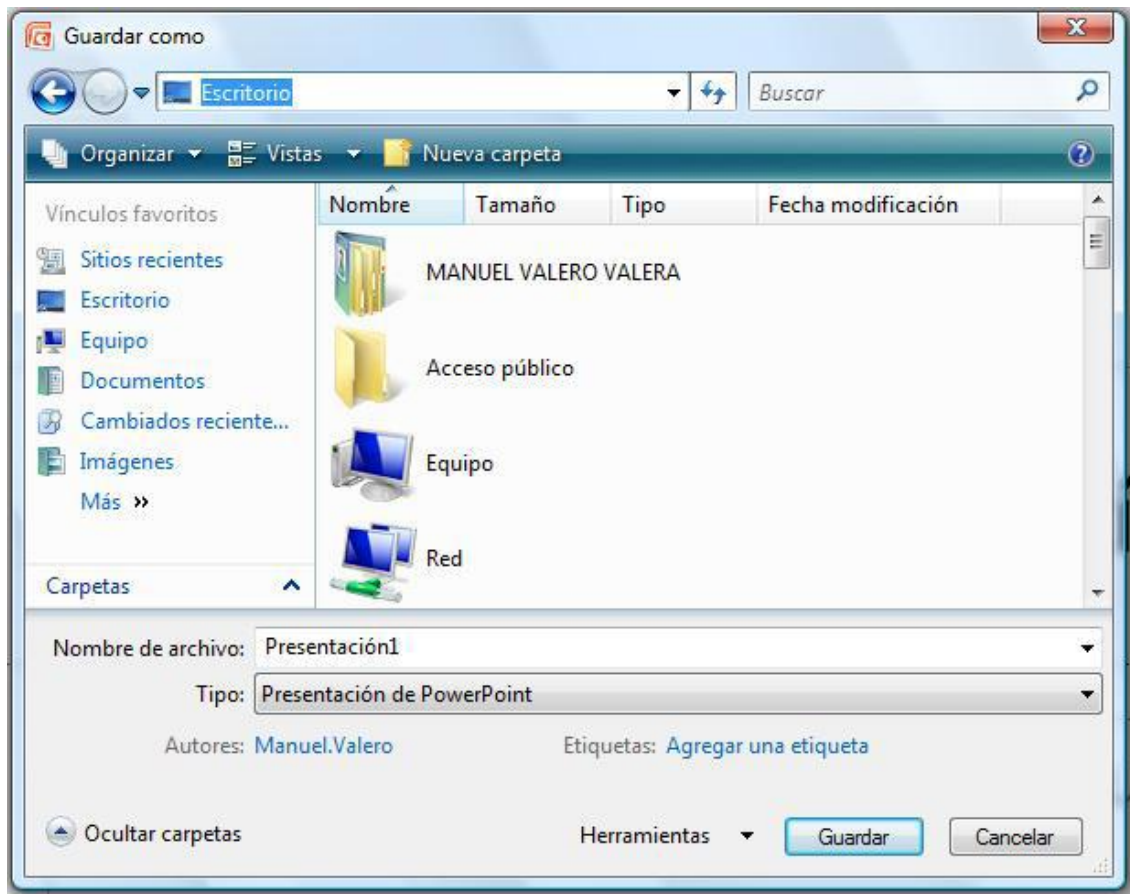 Guardar como
Escritorio Buscar
Organizar Vistas Nueva carpeta
Vínculos favoritos
Sitios recientes
Escritorio
Equipo
Documentos
Cambiados reciente...
Imágenes
Más »
Carpetas
Nombre Tamaño Tipo Fecha modificación
MANUEL VALERO VALERA
Acceso público
Equipo
Red
Nombre de archivo: Presentación1
Tipo: Presentación de PowerPoint
Autores: Manuel.Valero Etiquetas: Agregar una etiqueta
Ocultar carpetas Herramientas Guardar Cancelar